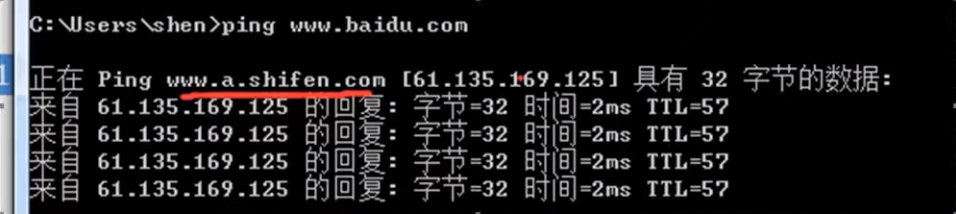 C:\Users\shen>ping www.baidu.com
正在 Ping www.a.shifen.com [61.135.169.125] 具有 32 字节的数据:
来自 61.135.169.125 的回复: 字节=32 时间=2ms TTL=57
来自 61.135.169.125 的回复: 字节=32 时间=2ms TTL=57
来自 61.135.169.125 的回复: 字节=32 时间=2ms TTL=57
来自 61.135.169.125 的回复: 字节=32 时间=2ms TTL=57